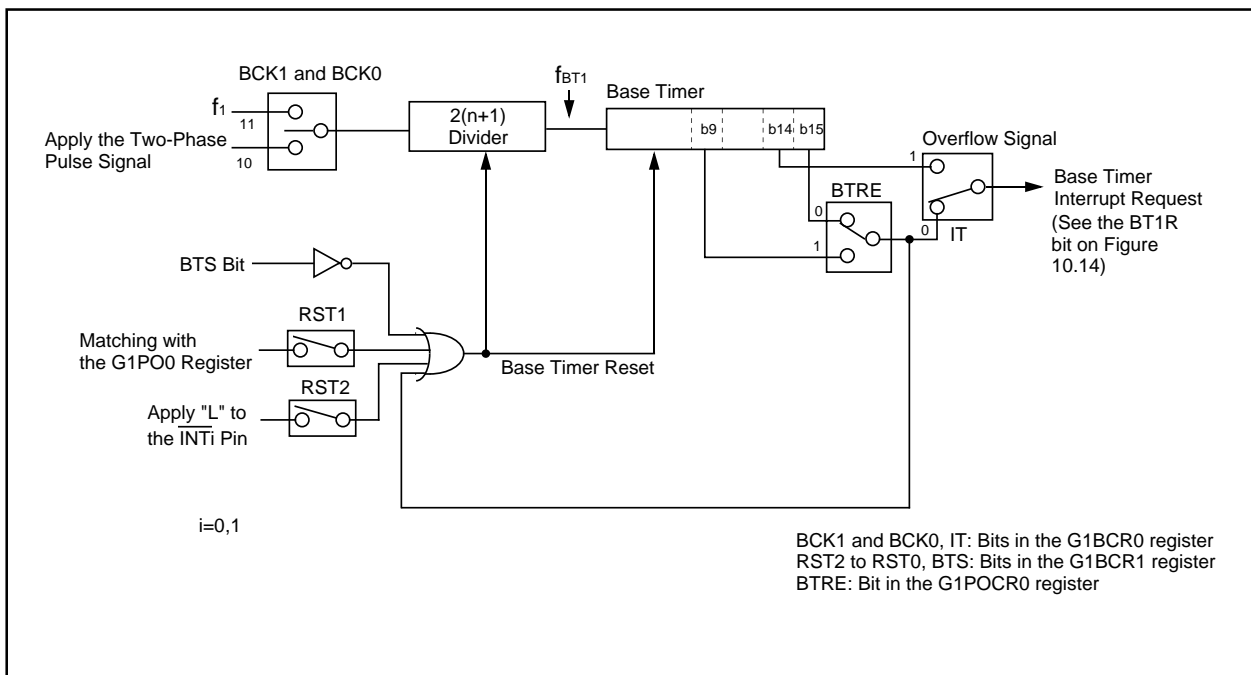 BCK1 and BCK0
f1
11
Apply the Two-Phase
Pulse Signal
10
2(n+1)
Divider
fBT1
Base Timer
b9
b14
b15
Overflow Signal
1
0
IT
Base Timer
Interrupt Request
(See the BT1R
bit on Figure
10.14)
BTRE
0
1
BTS Bit
RST1
Matching with
the G1PO0 Register
RST2
Apply "L" to
the INTi Pin
Base Timer Reset
i=0,1
BCK1 and BCK0, IT: Bits in the G1BCR0 register
RST2 to RST0, BTS: Bits in the G1BCR1 register
BTRE: Bit in the G1POCR0 register